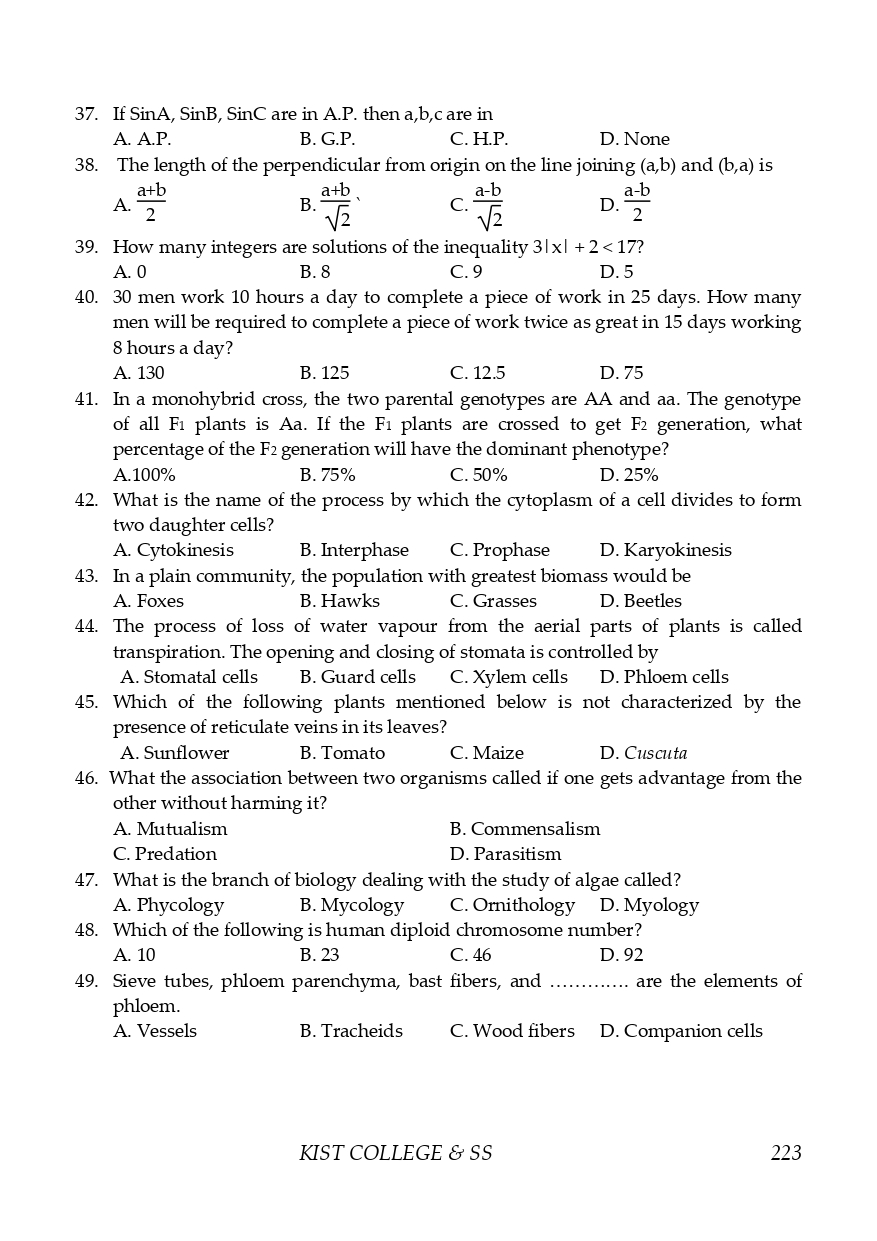 37. If SinA, SinB, SinC are in A.P. then a,b,c are in
A. A.P. B. G.P. C. H.P. D. None
38. The length of the perpendicular from origin on the line joining (a,b) and (b,a) is
A. a+b/2 B. a+b/√2 ` C. a-b/√2 D. a-b/2
39. How many integers are solutions of the inequality 3|x| + 2 < 17?
A. 0 B. 8 C. 9 D. 5
40. 30 men work 10 hours a day to complete a piece of work in 25 days. How many
men will be required to complete a piece of work twice as great in 15 days working
8 hours a day?
A. 130 B. 125 C. 12.5 D. 75
41. In a monohybrid cross, the two parental genotypes are AA and aa. The genotype
of all F1 plants is Aa. If the F1 plants are crossed to get F2 generation, what
percentage of the F2 generation will have the dominant phenotype?
A.100% B. 75% C. 50% D. 25%
42. What is the name of the process by which the cytoplasm of a cell divides to form
two daughter cells?
A. Cytokinesis B. Interphase C. Prophase D. Karyokinesis
43. In a plain community, the population with greatest biomass would be
A. Foxes B. Hawks C. Grasses D. Beetles
44. The process of loss of water vapour from the aerial parts of plants is called
transpiration. The opening and closing of stomata is controlled by
A. Stomatal cells B. Guard cells C. Xylem cells D. Phloem cells
45. Which of the following plants mentioned below is not characterized by the
presence of reticulate veins in its leaves?
A. Sunflower B. Tomato C. Maize D. Cuscuta
46. What the association between two organisms called if one gets advantage from the
other without harming it?
A. Mutualism B. Commensalism
C. Predation D. Parasitism
47. What is the branch of biology dealing with the study of algae called?
A. Phycology B. Mycology C. Ornithology D. Myology
48. Which of the following is human diploid chromosome number?
A. 10 B. 23 C. 46 D. 92
49. Sieve tubes, phloem parenchyma, bast fibers, and …………. are the elements of
phloem.
A. Vessels B. Tracheids C. Wood fibers D. Companion cells
KIST COLLEGE & SS 223